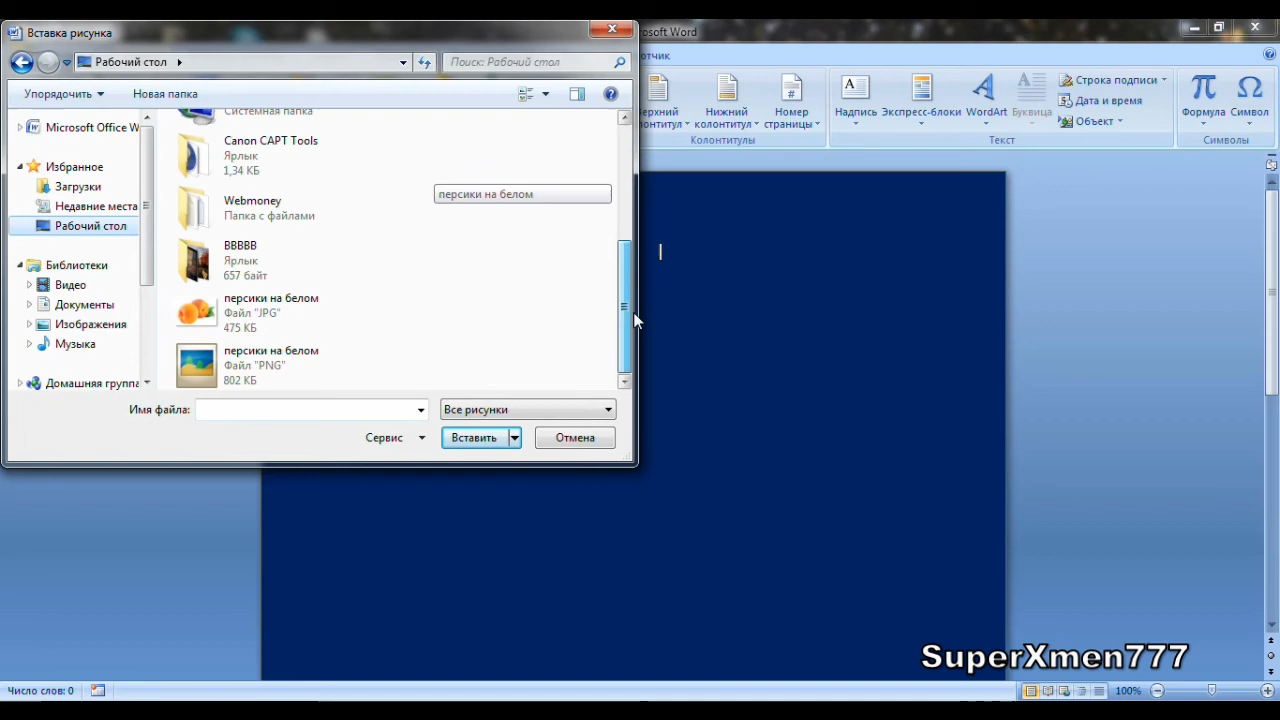 Вставка рисунка
osoft Word
Рабочий стол
Поиск: Рабочий стол
отчик
Упорядочить
Новая папка
Microsoft Office W
Избранное
Загрузки
Недавние места
Рабочий стол
Библиотеки
Видео
Документы
Изображения
Музыка
Домашняя группа
Системная папка
Canon CAPT Tools
Ярлык
1,34 КБ
Webmoney
Папка с файлами
BBBBB
Ярлык
657 байт
персики на белом
Файл "JPG"
475 КБ
персики на белом
Файл "PNG"
802 КБ
персики на белом
Имя файла:
Все рисунки
Сервис
Вставить
Отмена
ерхний
онтитул
Нижний
колонтитул
Номер
страницы
Колонтитулы
Надпись
Экспресс-блоки
WordArt
Буквица
Строка подписи
Дата и время
Объект
Текст
Формула
Символ
Символы
SuperXmen777
Число слов: 0
100%